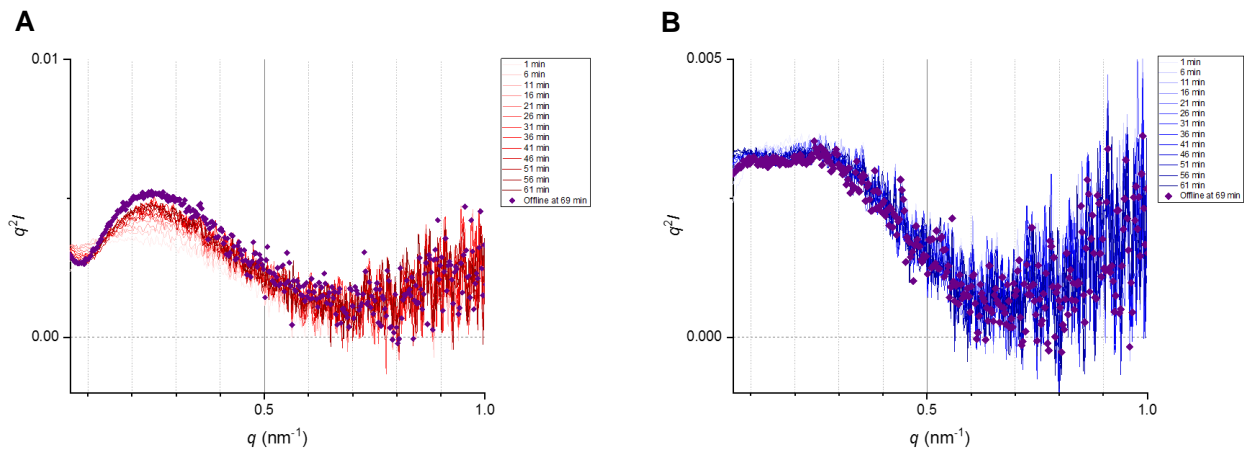 A
0.01
q²I
0.00
0.5
1.0
q (nm⁻¹)
1 min
6 min
11 min
16 min
21 min
26 min
31 min
36 min
41 min
46 min
51 min
56 min
61 min
Offline at 69 min
B
0.005
q²I
0.000
0.5
1.0
q (nm⁻¹)
1 min
6 min
11 min
16 min
21 min
26 min
31 min
36 min
41 min
46 min
51 min
56 min
61 min
Offline at 69 min